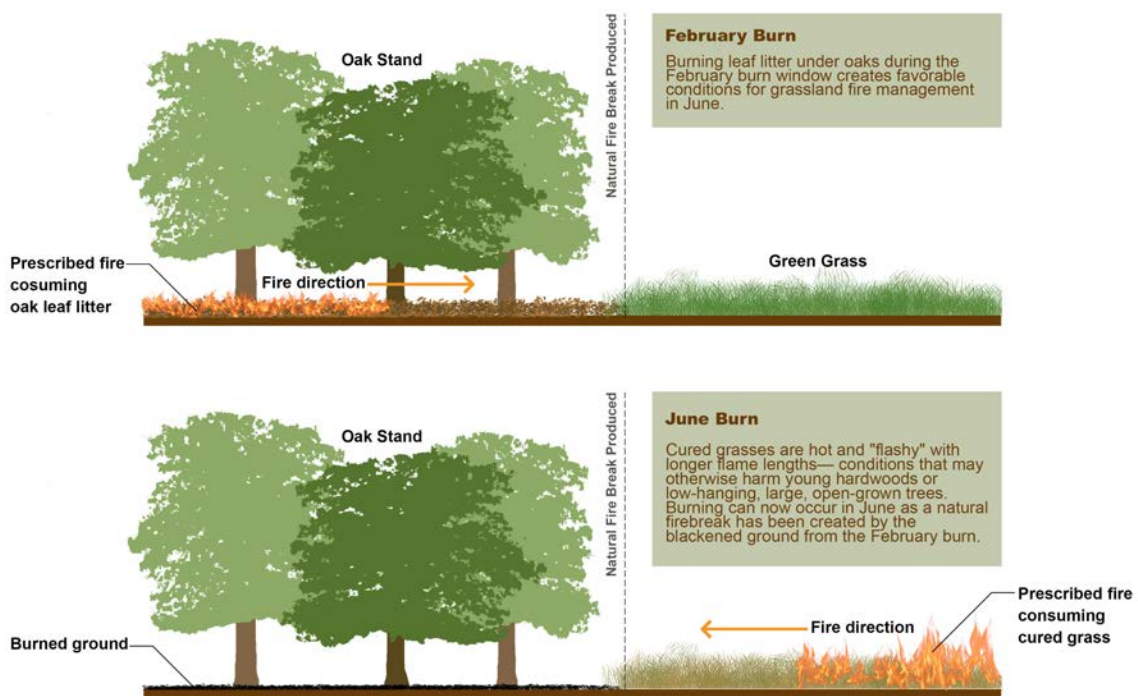 Oak Stand
Natural Fire Break Produced
February Burn
Burning leaf litter under oaks during the
February burn window creates favorable
conditions for grassland fire management
in June.
Prescribed fire
cosuming
oak leaf litter
Fire direction
Green Grass
Oak Stand
Natural Fire Break Produced
June Burn
Cured grasses are hot and "flashy" with
longer flame lengths— conditions that may
otherwise harm young hardwoods or
low-hanging, large, open-grown trees.
Burning can now occur in June as a natural
firebreak has been created by the
blackened ground from the February burn.
Burned ground
Fire direction
Prescribed fire
consuming
cured grass